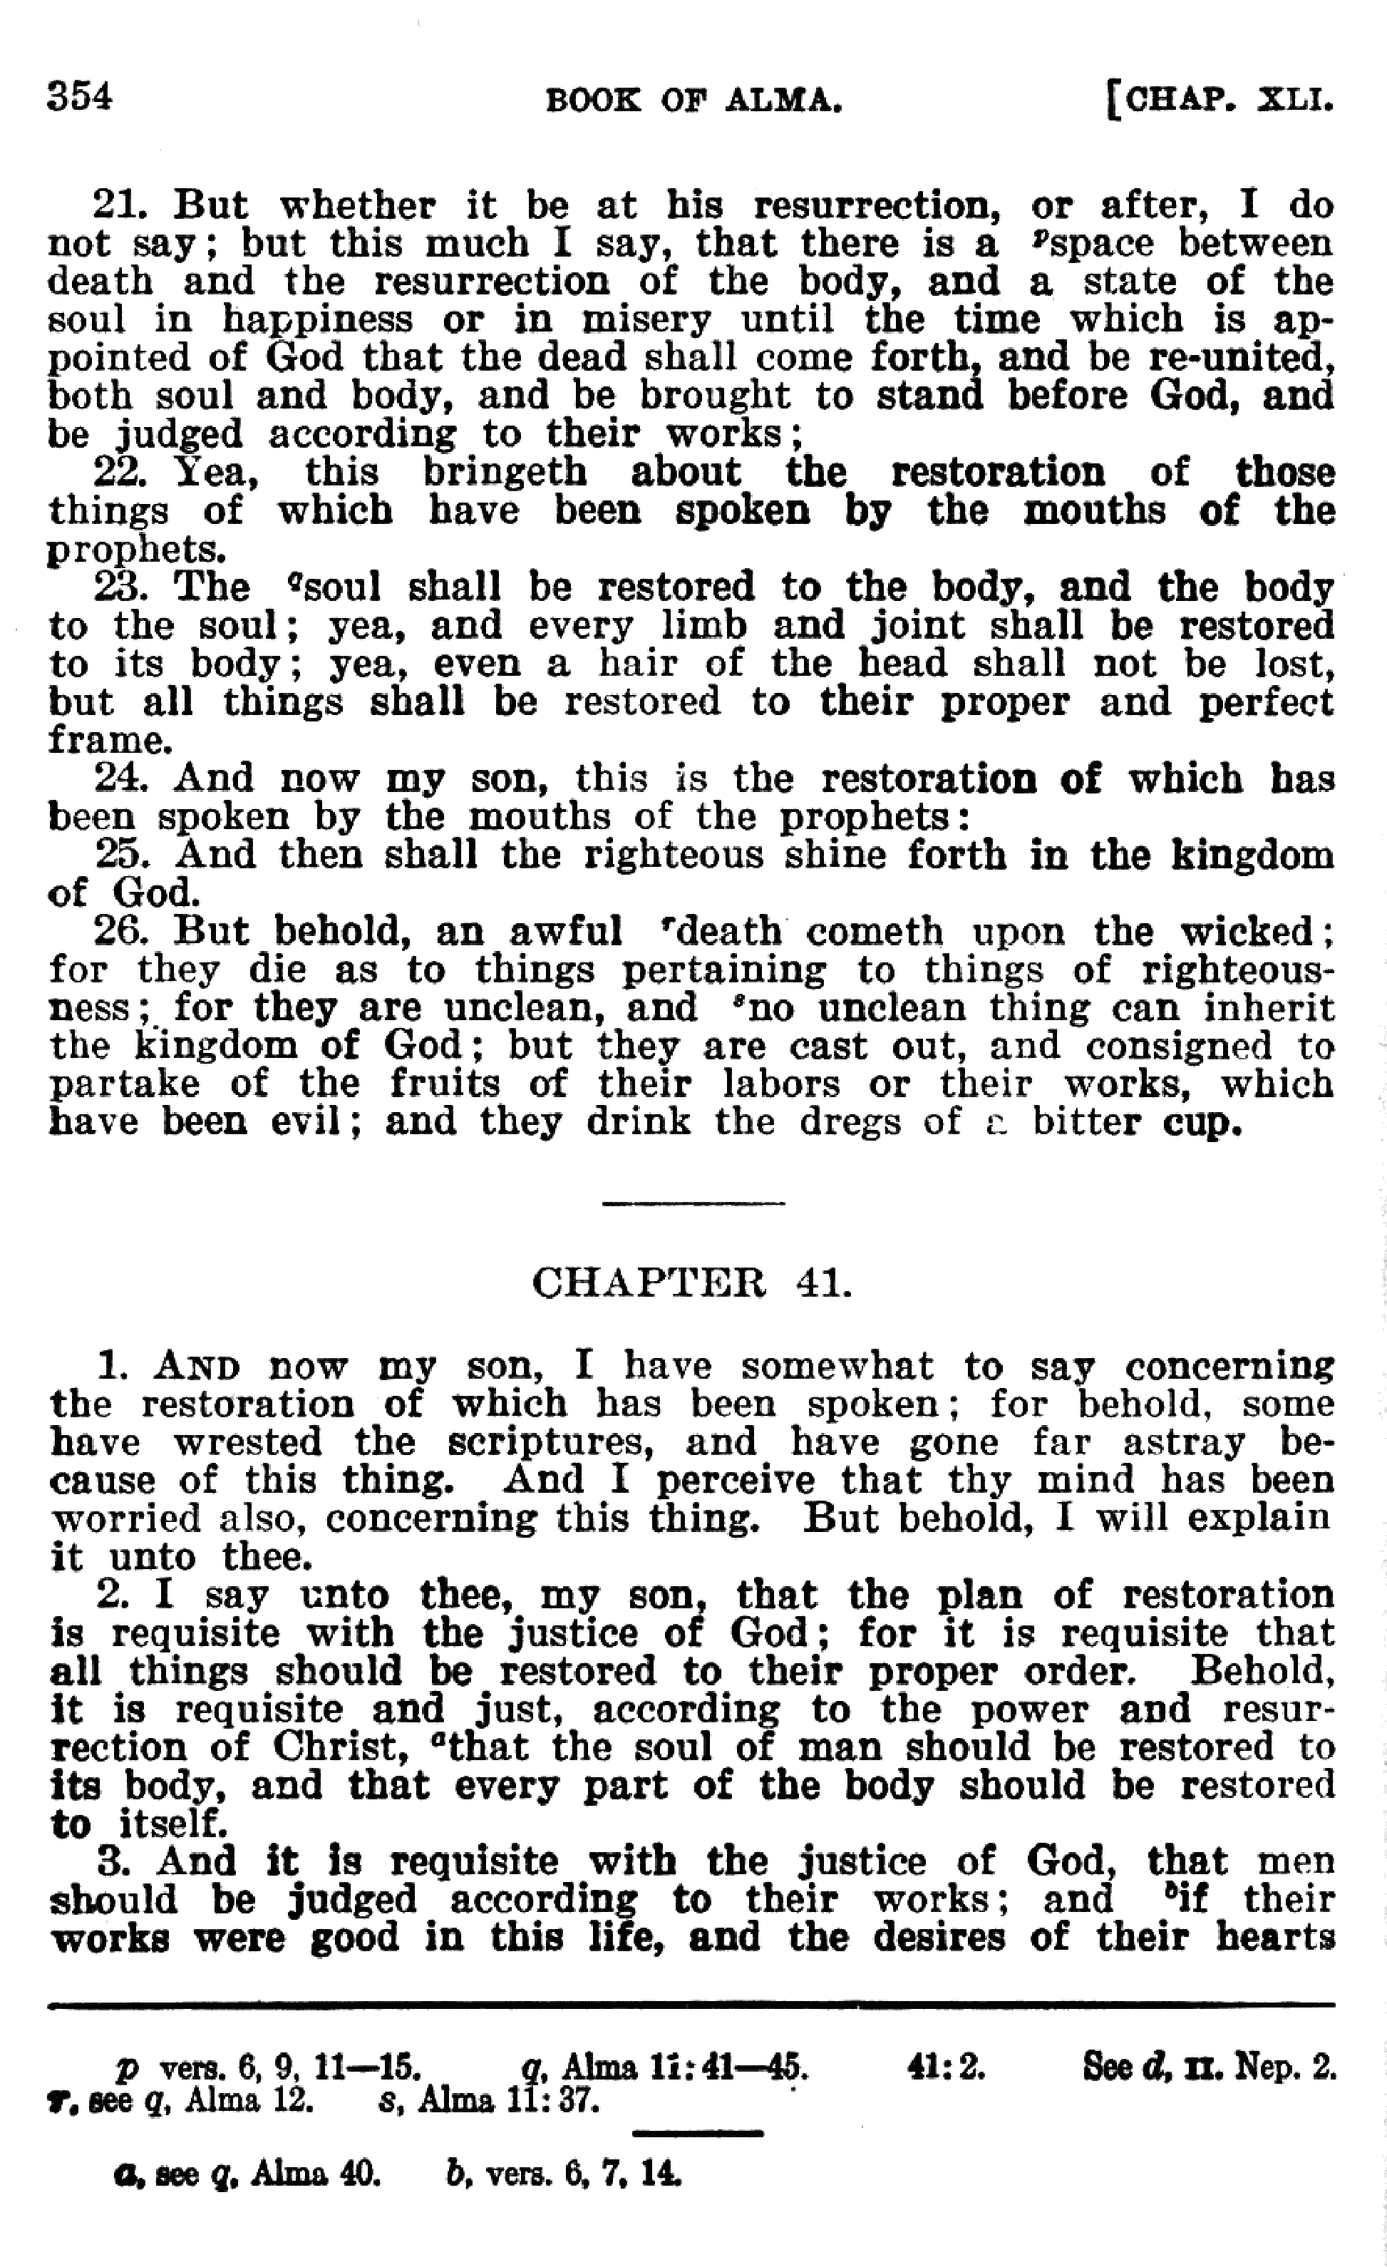 354 BOOK OF ALMA. [CHAP. XLI.
21. But whether it be at his resurrection, or after, I do
not say; but this much I say, that there is a pspace between
death and the resurrection of the body, and a state of the
soul in happiness or in misery until the time which is ap-
pointed of God that the dead shall come forth, and be re-united,
both soul and body, and be brought to stand before God, and
be judged according to their works;
22. Yea, this bringeth about the restoration of those
things of which have been spoken by the mouths of the
prophets.
23. The qsoul shall be restored to the body, and the body
to the soul; yea, and every limb and joint shall be restored
to its body; yea, even a hair of the head shall not be lost,
but all things shall be restored to their proper and perfect
frame.
24. And now my son, this is the restoration of which has
been spoken by the mouths of the prophets:
25. And then shall the righteous shine forth in the kingdom
of God.
26. But behold, an awful rdeath cometh upon the wicked;
for they die as to things pertaining to things of righteous-
ness; for they are unclean, and sno unclean thing can inherit
the kingdom of God; but they are cast out, and consigned to
partake of the fruits of their labors or their works, which
have been evil; and they drink the dregs of a bitter cup.
CHAPTER 41.
1. AND now my son, I have somewhat to say concerning
the restoration of which has been spoken; for behold, some
have wrested the scriptures, and have gone far astray be-
cause of this thing. And I perceive that thy mind has been
worried also, concerning this thing. But behold, I will explain
it unto thee.
2. I say unto thee, my son, that the plan of restoration
is requisite with the justice of God; for it is requisite that
all things should be restored to their proper order. Behold,
it is requisite and just, according to the power and resur-
rection of Christ, athat the soul of man should be restored to
its body, and that every part of the body should be restored
to itself.
3. And it is requisite with the justice of God, that men
should be judged according to their works; and bif their
works were good in this life, and the desires of their hearts
p vers. 6, 9, 11—15. q, Alma 11:41—45. 41:2. See d, II. Nep. 2.
r, see q, Alma 12. s, Alma 11:37.
a, see q, Alma 40. b, vers. 6, 7, 14.